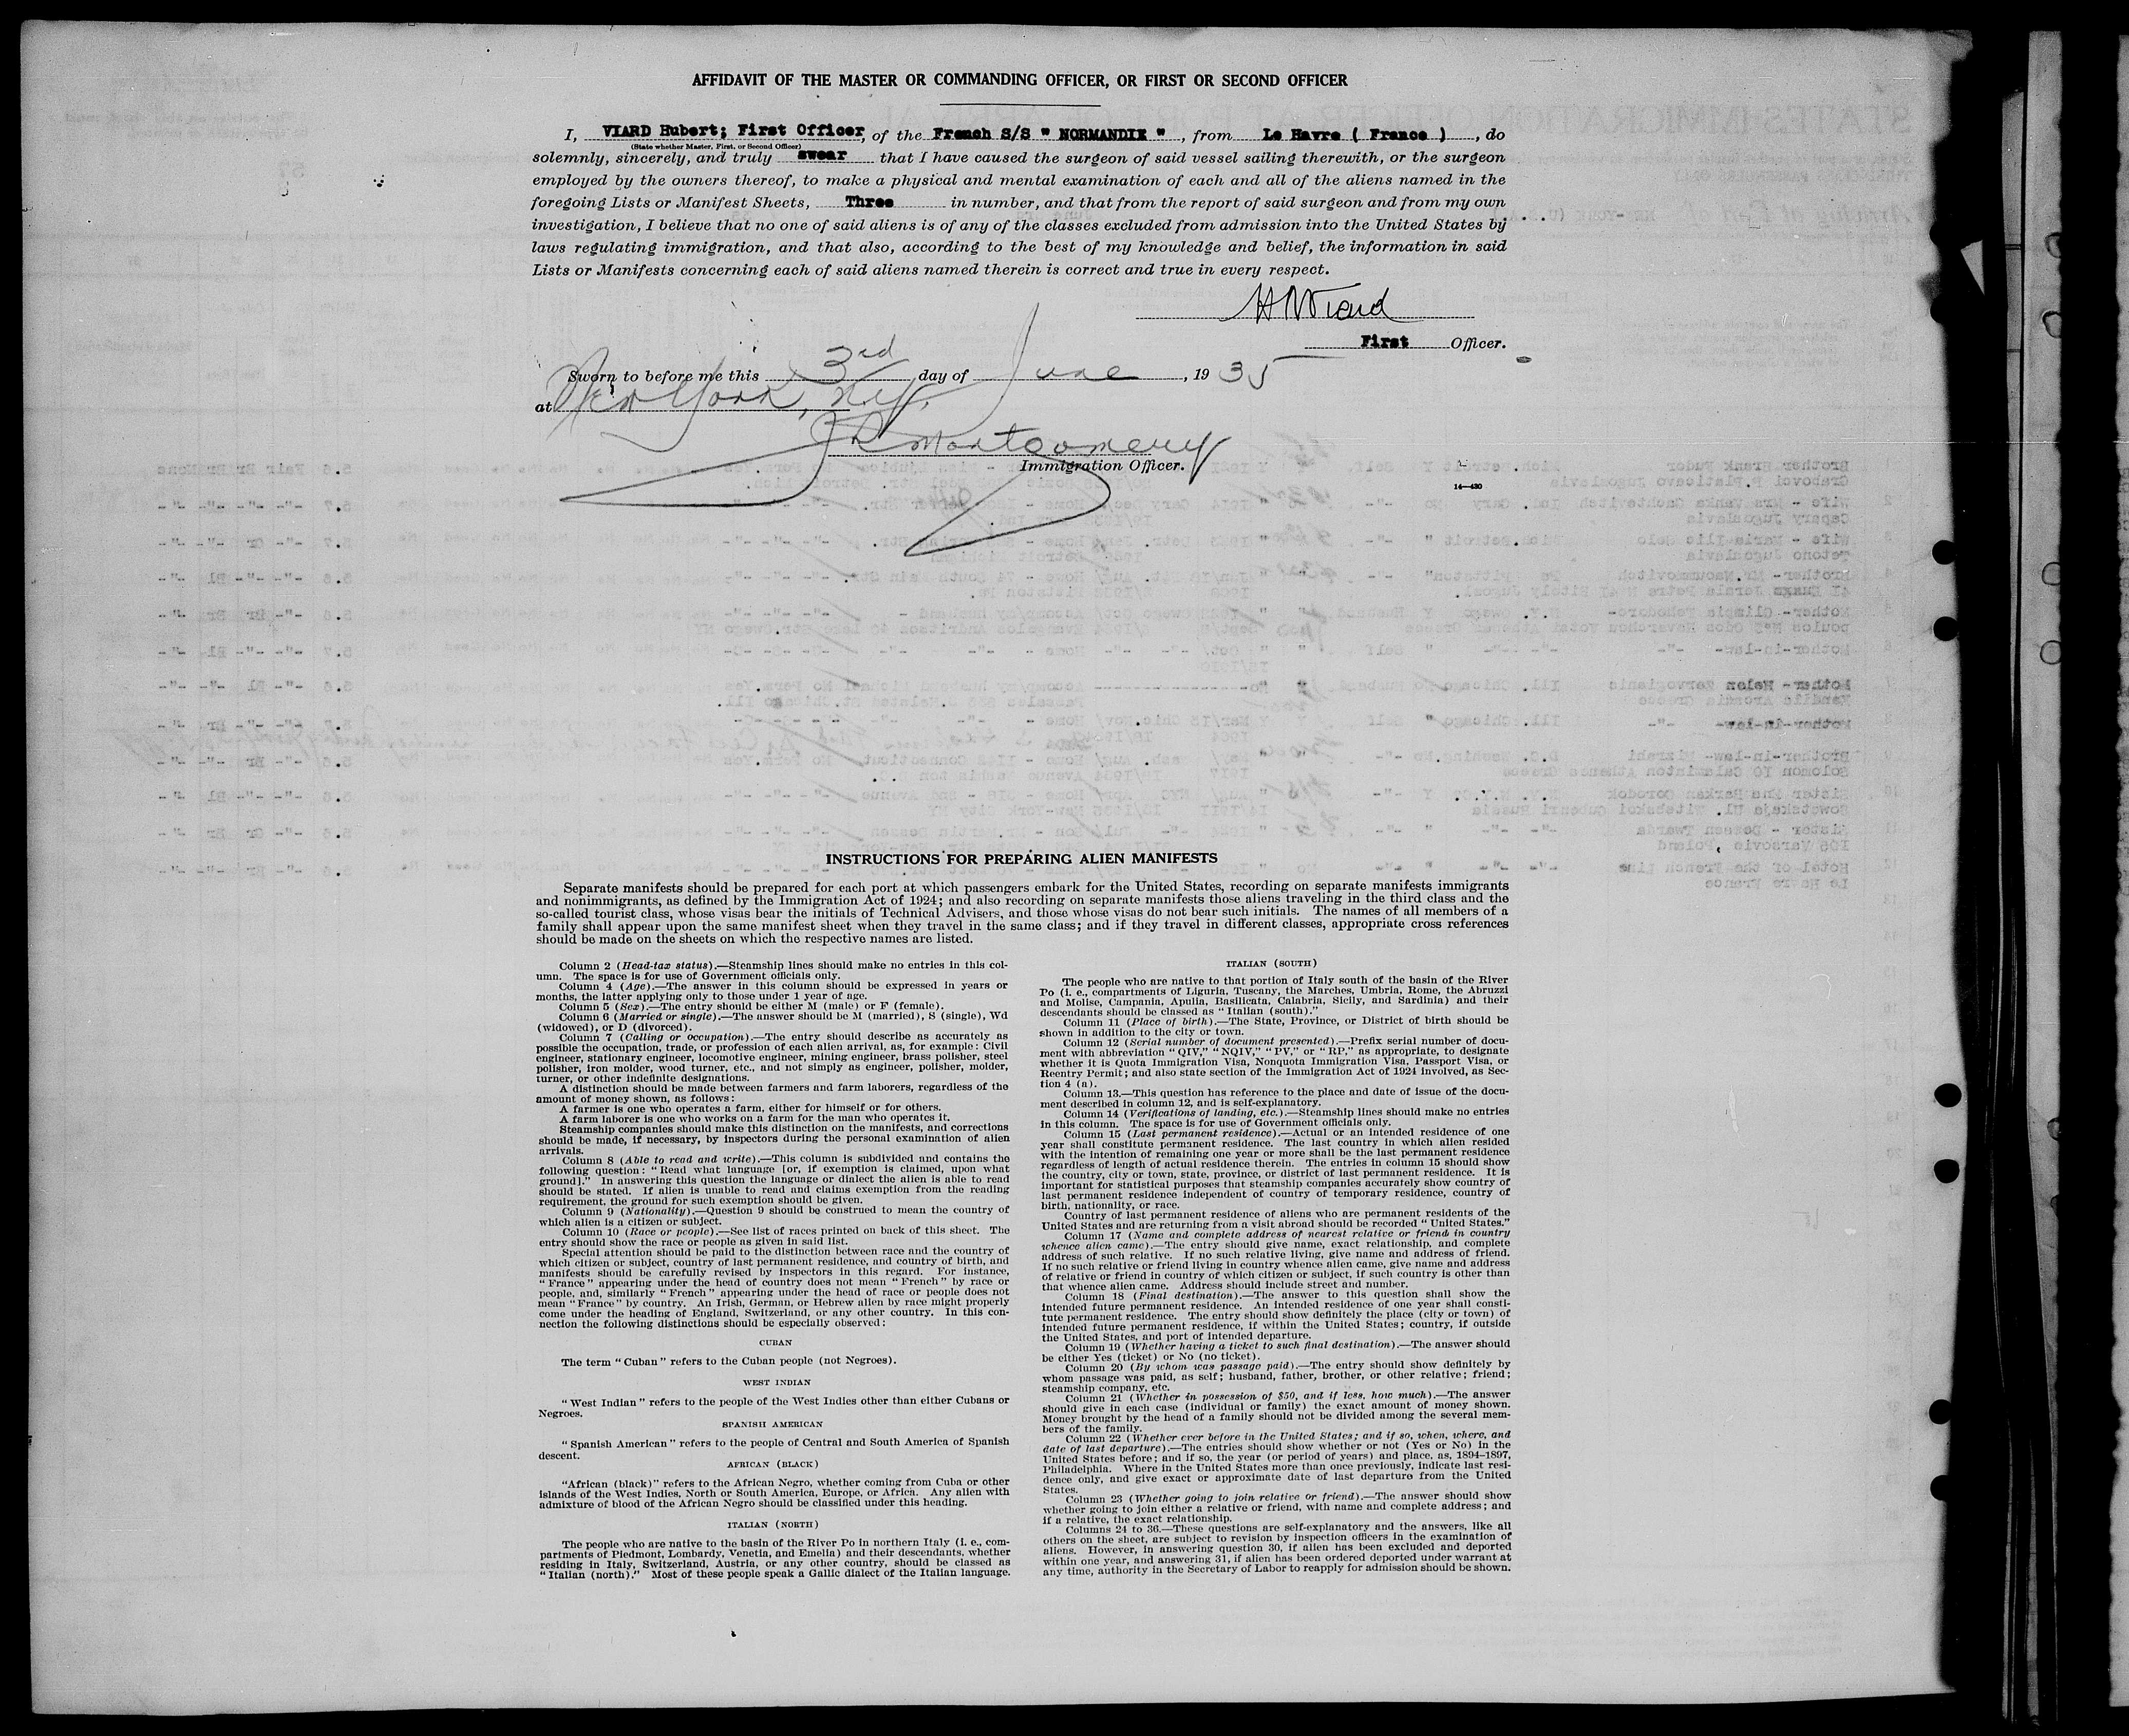 AFFIDAVIT OF THE MASTER OR COMMANDING OFFICER, OR FIRST OR SECOND OFFICER
I, VIARD Hubert; First Officer, of the French S/S " NORMANDIE ", from Le Havre ( France ), do
(State whether Master, First, or Second Officer)
solemnly, sincerely, and truly swear that I have caused the surgeon of said vessel sailing therewith, or the surgeon
employed by the owners thereof, to make a physical and mental examination of each and all of the aliens named in the
foregoing Lists or Manifest Sheets, Three in number, and that from the report of said surgeon and from my own
investigation, I believe that no one of said aliens is of any of the classes excluded from admission into the United States by
laws regulating immigration, and that also, according to the best of my knowledge and belief, the information in said
Lists or Manifests concerning each of said aliens named therein is correct and true in every respect.
HViard
First Officer.
Sworn to before me this 3rd day of June, 1935
at New York, N.Y.
Montgomery
Immigration Officer.
14—430
INSTRUCTIONS FOR PREPARING ALIEN MANIFESTS
Separate manifests should be prepared for each port at which passengers embark for the United States, recording on separate manifests immigrants
and nonimmigrants, as defined by the Immigration Act of 1924; and also recording on separate manifests those aliens traveling in the third class and the
so-called tourist class, whose visas bear the initials of Technical Advisers, and those whose visas do not bear such initials. The names of all members of a
family shall appear upon the same manifest sheet when they travel in the same class; and if they travel in different classes, appropriate cross references
should be made on the sheets on which the respective names are listed.
Column 2 (Head-tax status).—Steamship lines should make no entries in this col-
umn. The space is for use of Government officials only.
Column 4 (Age).—The answer in this column should be expressed in years or
months, the latter applying only to those under 1 year of age.
Column 5 (Sex).—The entry should be either M (male) or F (female).
Column 6 (Married or single).—The answer should be M (married), S (single), Wd
(widowed), or D (divorced).
Column 7 (Calling or occupation).—The entry should describe as accurately as
possible the occupation, trade, or profession of each alien arrival, as, for example: Civil
engineer, stationary engineer, locomotive engineer, mining engineer, brass polisher, steel
polisher, iron molder, wood turner, etc., and not simply as engineer, polisher, molder,
turner, or other indefinite designations.
A distinction should be made between farmers and farm laborers, regardless of the
amount of money shown, as follows:
A farmer is one who operates a farm, either for himself or for others.
A farm laborer is one who works on a farm for the man who operates it.
Steamship companies should make this distinction on the manifests, and corrections
should be made, if necessary, by inspectors during the personal examination of alien
arrivals.
Column 8 (Able to read and write).—This column is subdivided and contains the
following question: "Read what language [or, if exemption is claimed, upon what
ground]." In answering this question the language or dialect the alien is able to read
should be stated. If alien is unable to read and claims exemption from the reading
requirement, the ground for such exemption should be given.
Column 9 (Nationality).—Question 9 should be construed to mean the country of
which alien is a citizen or subject.
Column 10 (Race or people).—See list of races printed on back of this sheet. The
entry should show the race or people as given in said list.
Special attention should be paid to the distinction between race and the country of
which citizen or subject, country of last permanent residence, and country of birth, and
manifests should be carefully revised by inspectors in this regard. For instance,
"France" appearing under the head of country does not mean "French" by race or
people, and, similarly "French" appearing under the head of race or people does not
mean "France" by country. An Irish, German, or Hebrew alien by race might properly
come under the heading of England, Switzerland, or any other country. In this con-
nection the following distinctions should be especially observed:
CUBAN
The term "Cuban" refers to the Cuban people (not Negroes).
WEST INDIAN
"West Indian" refers to the people of the West Indies other than either Cubans or
Negroes.
SPANISH AMERICAN
"Spanish American" refers to the people of Central and South America of Spanish
descent.
AFRICAN (BLACK)
"African (black)" refers to the African Negro, whether coming from Cuba or other
islands of the West Indies, North or South America, Europe, or Africa. Any alien with
admixture of blood of the African Negro should be classified under this heading.
ITALIAN (NORTH)
The people who are native to the basin of the River Po in northern Italy (i. e., com-
partments of Piedmont, Lombardy, Venetia, and Emelia) and their descendants, whether
residing in Italy, Switzerland, Austria, or any other country, should be classed as
"Italian (north)." Most of these people speak a Gallic dialect of the Italian language.
ITALIAN (SOUTH)
The people who are native to that portion of Italy south of the basin of the River
Po (i. e., compartments of Liguria, Tuscany, the Marches, Umbria, Rome, the Abruzzi
and Molise, Campania, Apulia, Basilicata, Calabria, Sicily, and Sardinia) and their
descendants should be classed as "Italian (south)."
Column 11 (Place of birth).—The State, Province, or District of birth should be
shown in addition to the city or town.
Column 12 (Serial number of document presented).—Prefix serial number of docu-
ment with abbreviation "QIV," "NQIV," "PV," or "RP," as appropriate, to designate
whether it is Quota Immigration Visa, Nonquota Immigration Visa, Passport Visa, or
Reentry Permit; and also state section of the Immigration Act of 1924 involved, as Sec-
tion 4 (a).
Column 13.—This question has reference to the place and date of issue of the docu-
ment described in column 12, and is self-explanatory.
Column 14 (Verifications of landing, etc.).—Steamship lines should make no entries
in this column. The space is for use of Government officials only.
Column 15 (Last permanent residence).—Actual or an intended residence of one
year shall constitute permanent residence. The last country in which alien resided
with the intention of remaining one year or more shall be the last permanent residence
regardless of length of actual residence therein. The entries in column 15 should show
the country, city or town, state, province, or district of last permanent residence. It is
important for statistical purposes that steamship companies accurately show country of
last permanent residence independent of country of temporary residence, country of
birth, nationality, or race.
Country of last permanent residence of aliens who are permanent residents of the
United States and are returning from a visit abroad should be recorded "United States."
Column 17 (Name and complete address of nearest relative or friend in country
whence alien came).—The entry should give name, exact relationship, and complete
address of such relative. If no such relative living, give name and address of friend.
If no such relative or friend living in country whence alien came, give name and address
of relative or friend in country of which citizen or subject, if such country is other than
that whence alien came. Address should include street and number.
Column 18 (Final destination).—The answer to this question shall show the
intended future permanent residence. An intended residence of one year shall consti-
tute permanent residence. The entry should show definitely the place (city or town) of
intended future permanent residence, if within the United States; country, if outside
the United States, and port of intended departure.
Column 19 (Whether having a ticket to such final destination).—The answer should
be either Yes (ticket) or No (no ticket).
Column 20 (By whom was passage paid).—The entry should show definitely by
whom passage was paid, as self; husband, father, brother, or other relative; friend;
steamship company, etc.
Column 21 (Whether in possession of $50, and if less, how much).—The answer
should give in each case (individual or family) the exact amount of money shown.
Money brought by the head of a family should not be divided among the several mem-
bers of the family.
Column 22 (Whether ever before in the United States; and if so, when, where, and
date of last departure).—The entries should show whether or not (Yes or No) in the
United States before; and if so, the year (or period of years) and place, as, 1894–1897,
Philadelphia. Where in the United States more than once previously, indicate last resi-
dence only, and give exact or approximate date of last departure from the United
States.
Column 23 (Whether going to join relative or friend).—The answer should show
whether going to join either a relative or friend, with name and complete address; and
if a relative, the exact relationship.
Columns 24 to 36.—These questions are self-explanatory and the answers, like all
others on the sheet, are subject to revision by inspection officers in the examination of
aliens. However, in answering question 30, if alien has been excluded and deported
within one year, and answering 31, if alien has been ordered deported under warrant at
any time, authority in the Secretary of Labor to reapply for admission should be shown.